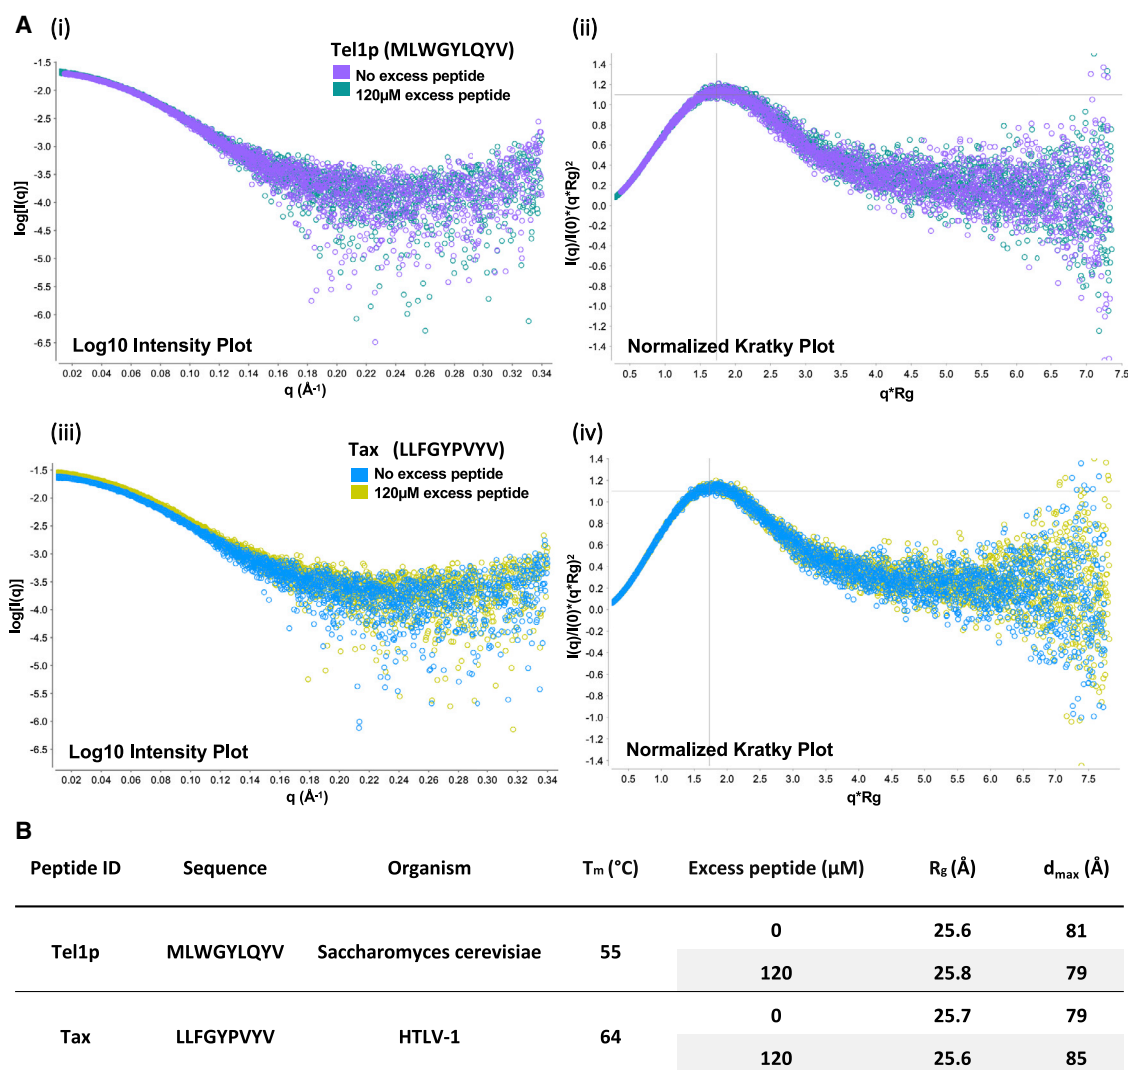 A (i)
Tel1p (MLWGYLQYV)
No excess peptide
120µM excess peptide
log[I(q)]
-1.5
-2.0
-2.5
-3.0
-3.5
-4.0
-4.5
-5.0
-5.5
-6.0
-6.5
Log10 Intensity Plot
0.02 0.04 0.06 0.08 0.10 0.12 0.14 0.16 0.18 0.20 0.22 0.24 0.26 0.28 0.30 0.32 0.34
q (Å-1)
(ii)
I(q)/I(0)*(q*Rg)2
1.4
1.2
1.0
0.8
0.6
0.4
0.2
0.0
-0.2
-0.4
-0.6
-0.8
-1.0
-1.2
-1.4
Normalized Kratky Plot
0.5 1.0 1.5 2.0 2.5 3.0 3.5 4.0 4.5 5.0 5.5 6.0 6.5 7.0 7.5
q*Rg
(iii)
Tax (LLFGYPVYV)
No excess peptide
120µM excess peptide
log[I(q)]
-1.5
-2.0
-2.5
-3.0
-3.5
-4.0
-4.5
-5.0
-5.5
-6.0
-6.5
Log10 Intensity Plot
0.02 0.04 0.06 0.08 0.10 0.12 0.14 0.16 0.18 0.20 0.22 0.24 0.26 0.28 0.30 0.32 0.34
q (Å-1)
(iv)
I(q)/I(0)*(q*Rg)2
1.4
1.2
1.0
0.8
0.6
0.4
0.2
0.0
-0.2
-0.4
-0.6
-0.8
-1.0
-1.2
-1.4
Normalized Kratky Plot
0.5 1.0 1.5 2.0 2.5 3.0 3.5 4.0 4.5 5.0 5.5 6.0 6.5 7.0 7.5
q*Rg
B
Peptide ID Sequence Organism Tm (°C) Excess peptide (µM) Rg (Å) dmax (Å)
0 25.6 81
Tel1p MLWGYLQYV Saccharomyces cerevisiae 55
120 25.8 79
0 25.7 79
Tax LLFGYPVYV HTLV-1 64
120 25.6 85